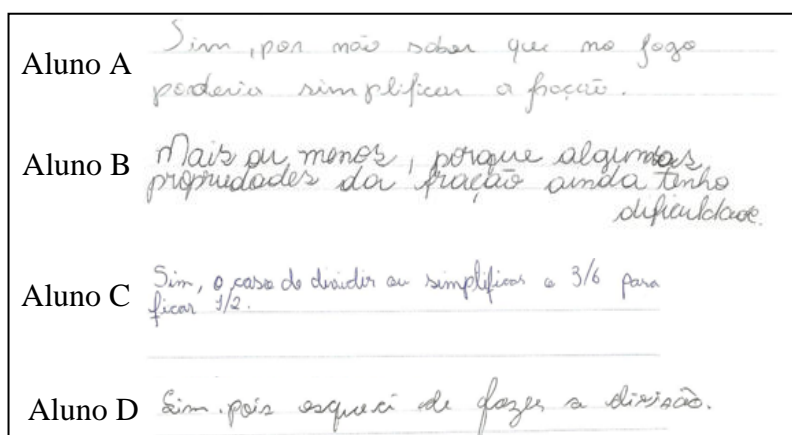 Aluno A Sim, por não saber que no jogo
poderia simplificar a fração.
Aluno B Mais ou menos, porque algumas
propriedades da fração ainda tenho
dificuldade.
Aluno C Sim, o caso de dividir ou simplificar o 3/6 para
ficar 1/2.
Aluno D Sim. pois esqueci de fazer a divisão.